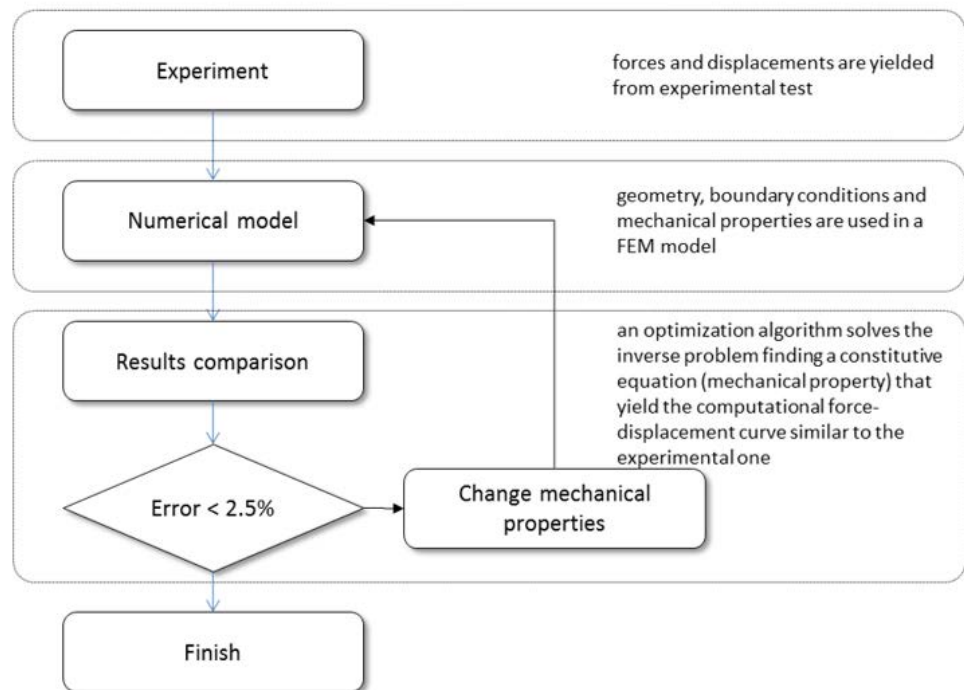 Experiment
forces and displacements are yielded
from experimental test
Numerical model
geometry, boundary conditions and
mechanical properties are used in a
FEM model
Results comparison
an optimization algorithm solves the
inverse problem finding a constitutive
equation (mechanical property) that
yield the computational force-
displacement curve similar to the
experimental one
Error < 2.5%
Change mechanical
properties
Finish